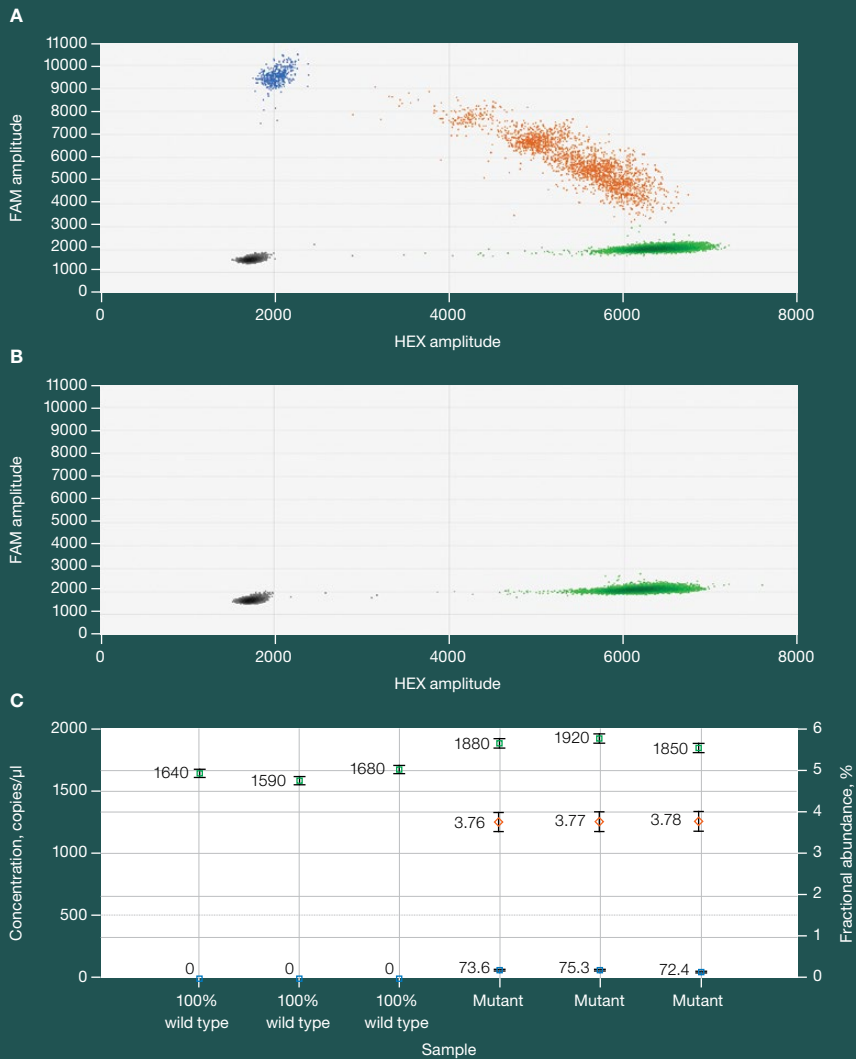 A
FAM amplitude
11000
10000
9000
8000
7000
6000
5000
4000
3000
2000
1000
0
0 2000 4000 6000 8000
HEX amplitude
B
FAM amplitude
11000
10000
9000
8000
7000
6000
5000
4000
3000
2000
1000
0
0 2000 4000 6000 8000
HEX amplitude
C
Concentration, copies/µl
2000
1500
1000
500
0
1640 1590 1680 1880 1920 1850
3.76 3.77 3.78
0 0 0 73.6 75.3 72.4
6
5
4
3
2
1
0
Fractional abundance, %
100% 100% 100% Mutant Mutant Mutant
wild type wild type wild type
Sample